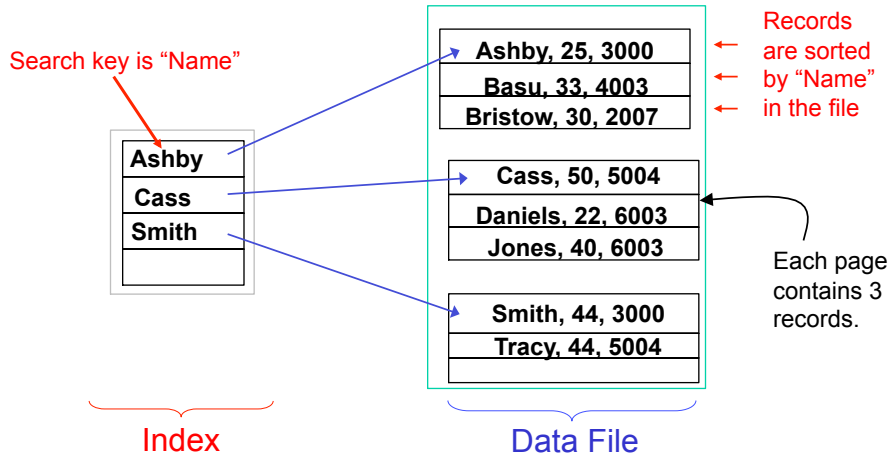 Search key is “Name”
Ashby
Cass
Smith
Index
Ashby, 25, 3000
Basu, 33, 4003
Bristow, 30, 2007
Cass, 50, 5004
Daniels, 22, 6003
Jones, 40, 6003
Smith, 44, 3000
Tracy, 44, 5004
Data File
Records
are sorted
by “Name”
in the file
Each page
contains 3
records.